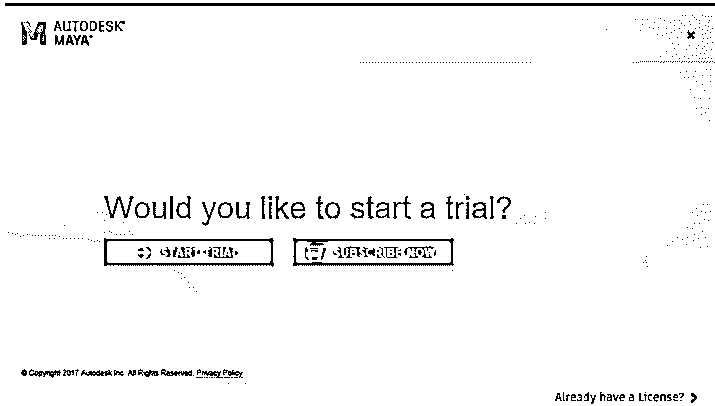 AUTODESK®
MAYA®
Would you like to start a trial?
START TRIAL
SUBSCRIBE NOW
© Copyright 2017 Autodesk Inc. All Rights Reserved. Privacy Policy
Already have a License?